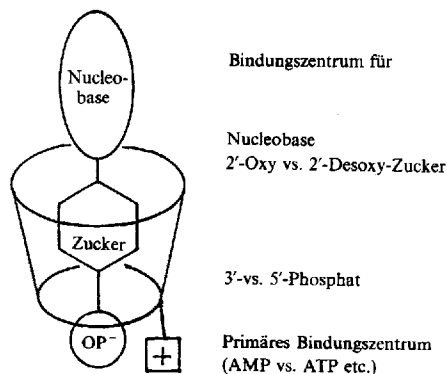 Nucleo-
base
Bindungszentrum für
Nucleobase
2′-Oxy vs. 2′-Desoxy-Zucker
Zucker
3′-vs. 5′-Phosphat
OP⁻
+
Primäres Bindungszentrum
(AMP vs. ATP etc.)